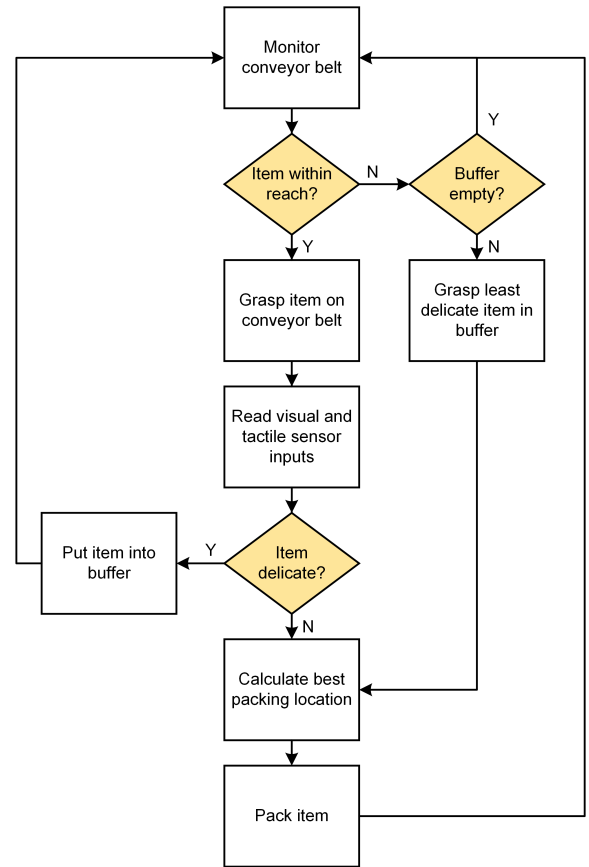 Monitor
conveyor belt
Item within
reach?
N
Buffer
empty?
Y
Y
N
Grasp item on
conveyor belt
Grasp least
delicate item in
buffer
Read visual and
tactile sensor
inputs
Put item into
buffer
Y
Item
delicate?
N
Calculate best
packing location
Pack item